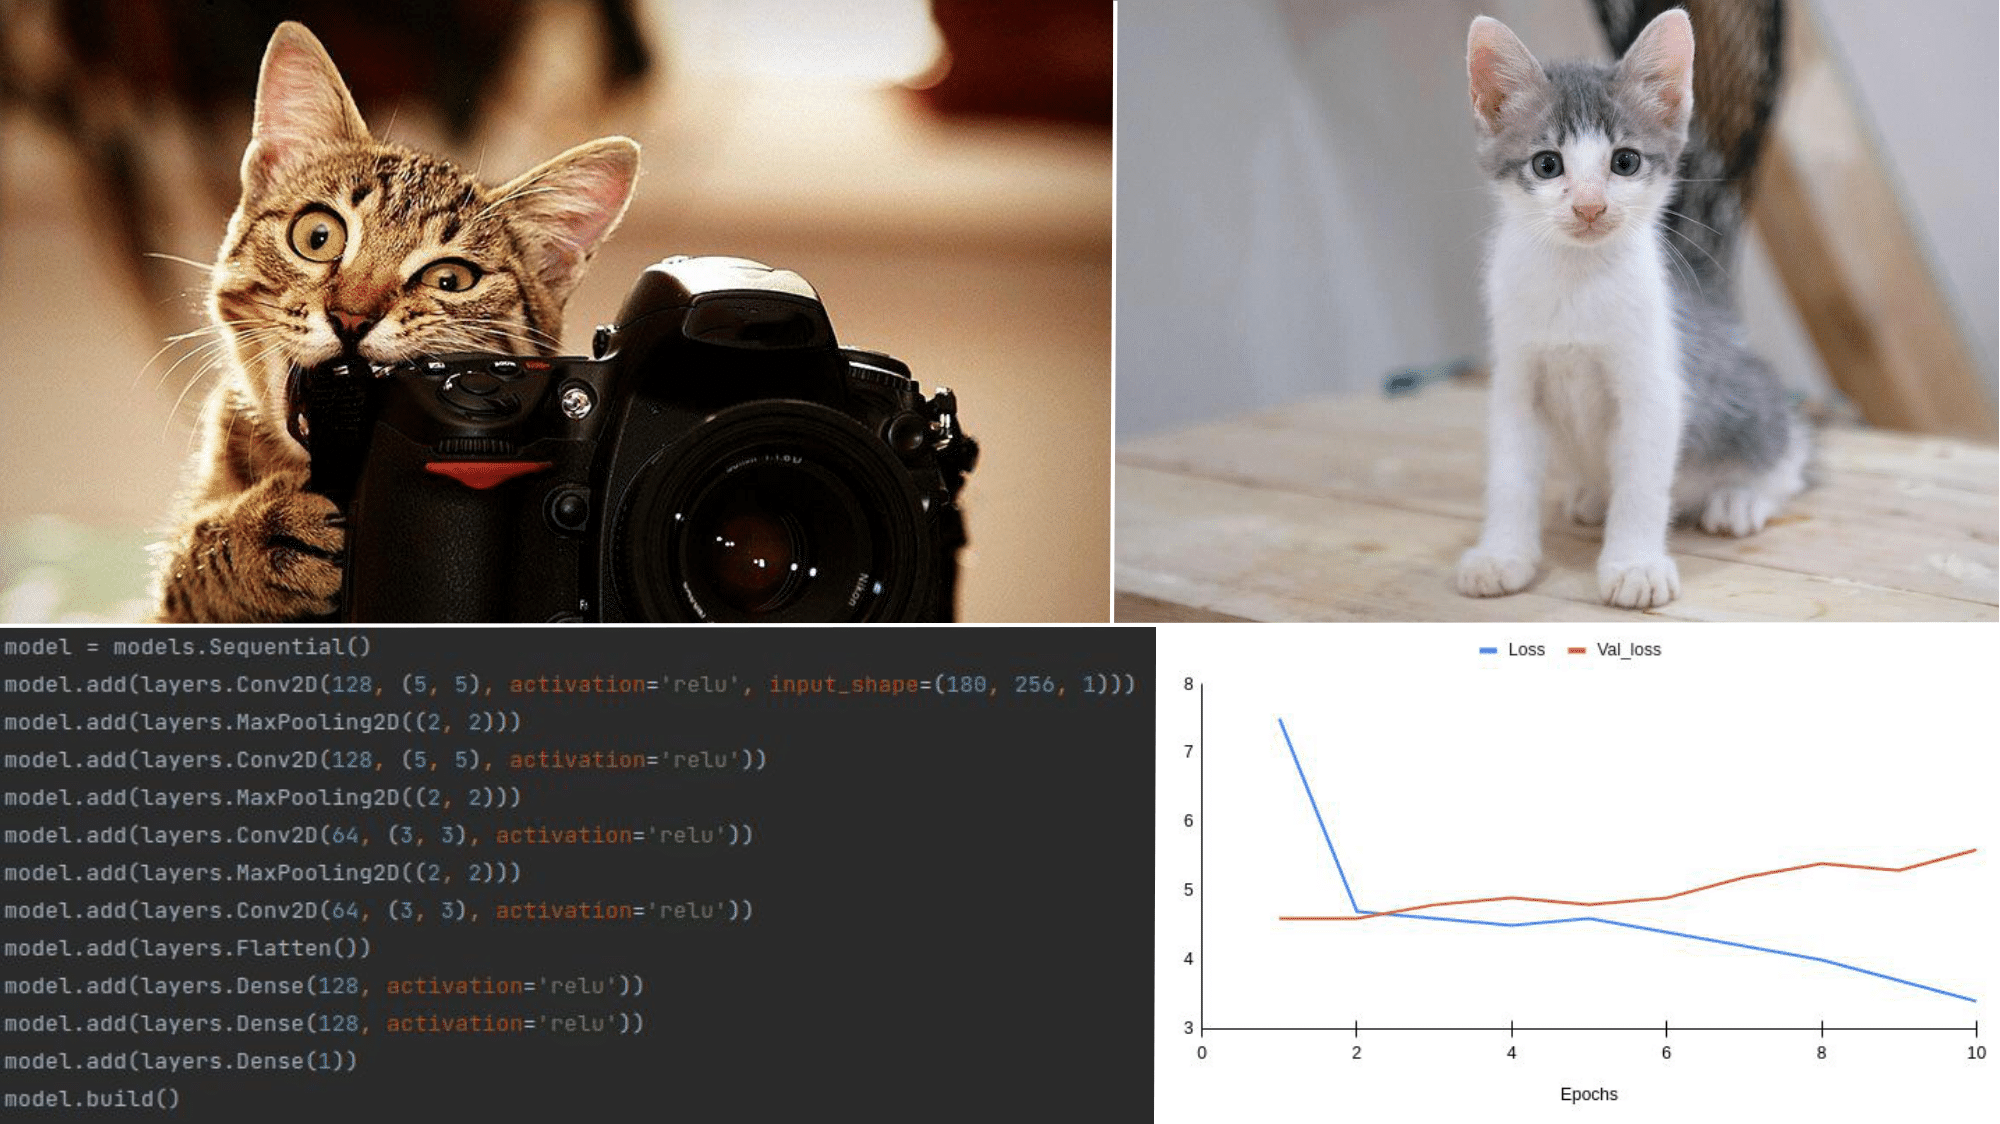 50mm 1:1.8 D
Nikon
model = models.Sequential()
model.add(layers.Conv2D(128, (5, 5), activation='relu', input_shape=(180, 256, 1)))
model.add(layers.MaxPooling2D((2, 2)))
model.add(layers.Conv2D(128, (5, 5), activation='relu'))
model.add(layers.MaxPooling2D((2, 2)))
model.add(layers.Conv2D(64, (3, 3), activation='relu'))
model.add(layers.MaxPooling2D((2, 2)))
model.add(layers.Conv2D(64, (3, 3), activation='relu'))
model.add(layers.Flatten())
model.add(layers.Dense(128, activation='relu'))
model.add(layers.Dense(128, activation='relu'))
model.add(layers.Dense(1))
model.build()
Loss Val_loss
8
7
6
5
4
3
0 2 4 6 8 10
Epochs